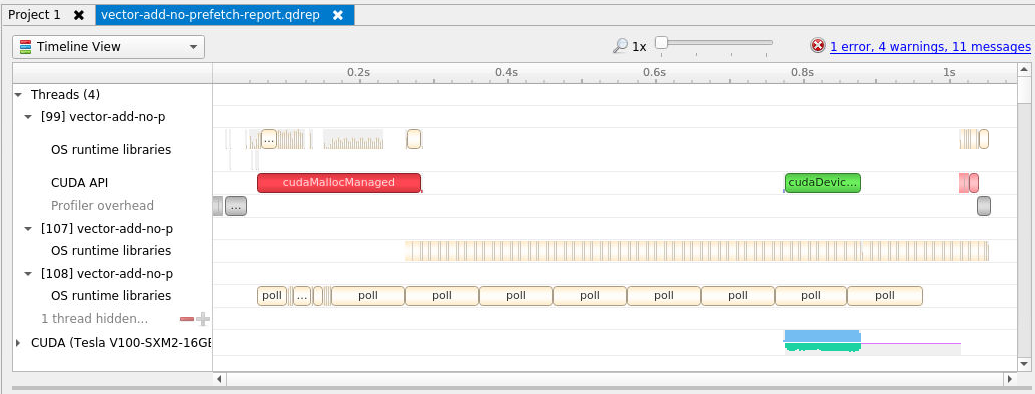 Project 1 vector-add-no-prefetch-report.qdrep
Timeline View 1x 1 error, 4 warnings, 11 messages
0.2s 0.4s 0.6s 0.8s 1s
Threads (4)
[99] vector-add-no-p
OS runtime libraries ...
CUDA API cudaMallocManaged cudaDevic...
Profiler overhead ...
[107] vector-add-no-p
OS runtime libraries
[108] vector-add-no-p
OS runtime libraries poll ... poll poll poll poll poll poll poll poll
1 thread hidden...
CUDA (Tesla V100-SXM2-16GB